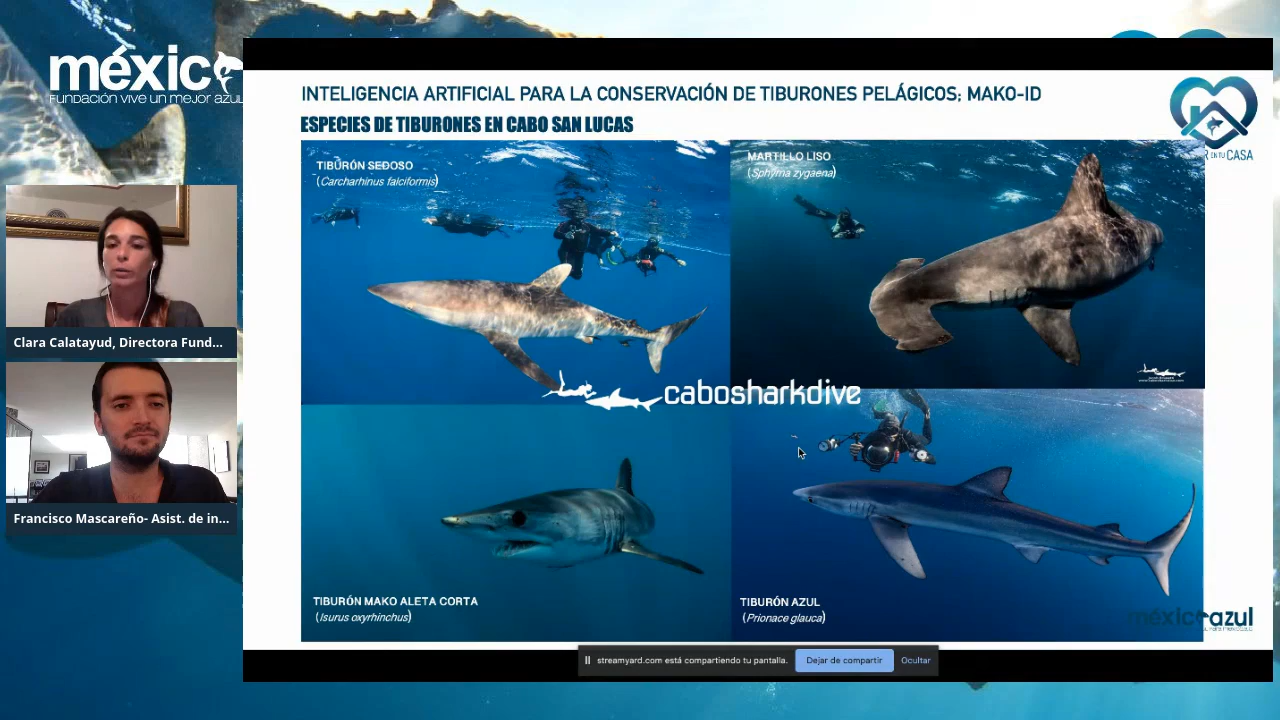 méxico
FUNDACIÓN VIVE UN MEJOR AZUL
INTELIGENCIA ARTIFICIAL PARA LA CONSERVACIÓN DE TIBURONES PELÁGICOS: MAKO-ID
ESPECIES DE TIBURONES EN CABO SAN LUCAS
EN TU CASA
TIBURÓN SEDOSO
(Carcharhinus falciformis)
MARTILLO LISO
(Sphyrna zygaena)
Clara Calatayud, Directora Fund...
cabosharkdive
Francisco Mascareño- Asist. de in...
TIBURÓN MAKO ALETA CORTA
(Isurus oxyrhinchus)
TIBURÓN AZUL
(Prionace glauca)
méxicoazul
streamyard.com está compartiendo tu pantalla.
Dejar de compartir
Ocultar